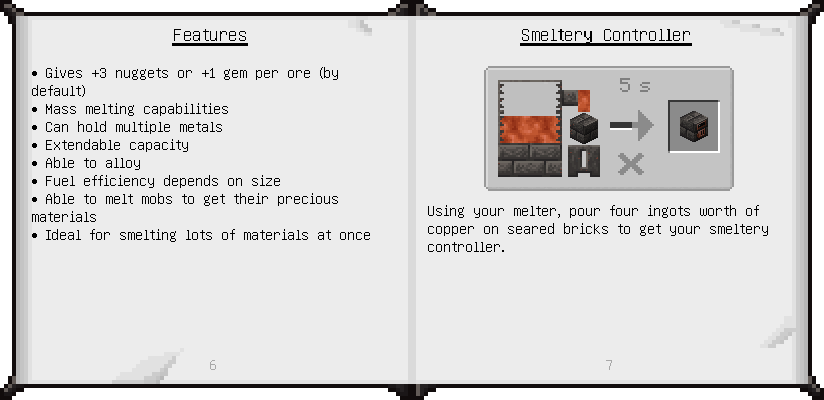 Features
• Gives +3 nuggets or +1 gem per ore (by
default)
• Mass melting capabilities
• Can hold multiple metals
• Extendable capacity
• Able to alloy
• Fuel efficiency depends on size
• Able to melt mobs to get their precious
materials
• Ideal for smelting lots of materials at once
6
Smeltery Controller
5 s
Using your melter, pour four ingots worth of
copper on seared bricks to get your smeltery
controller.
7